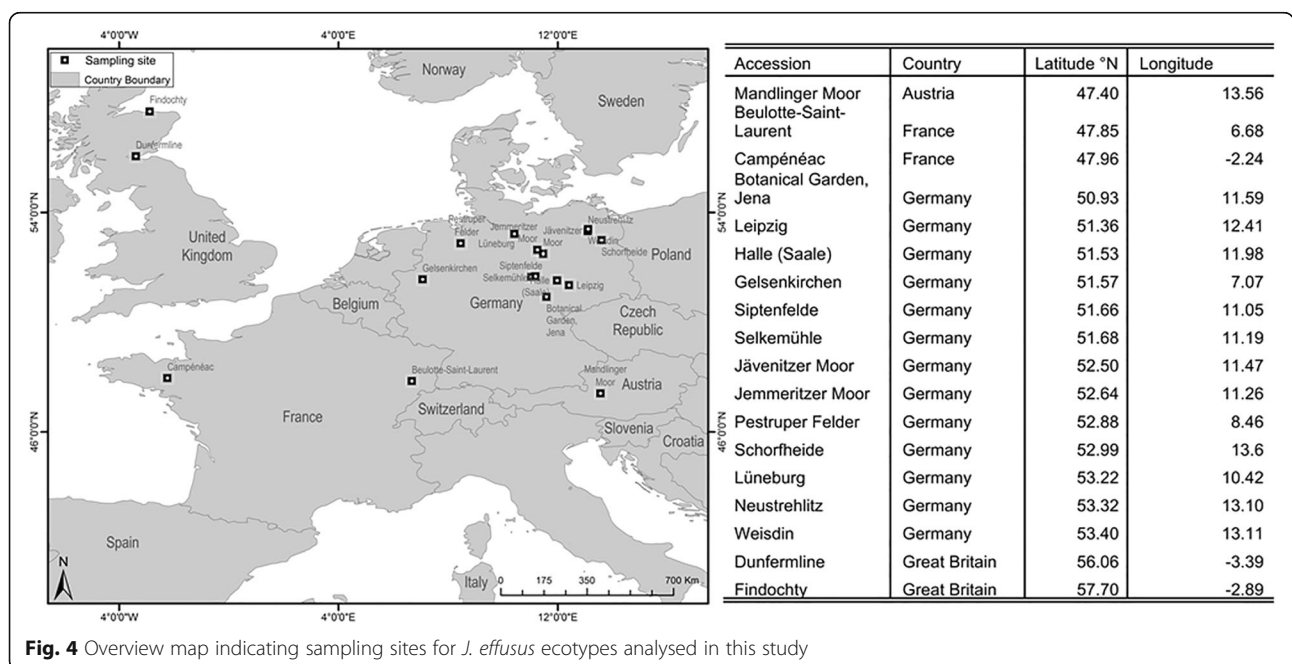 4°0'0"W
4°0'0"E
12°0'0"E
Sampling site
Country Boundary
Norway
Sweden
Findochty
Dunfermline
54°0'0"N
54°0'0"N
United
Kingdom
Pestruper
Felder
Jemmeritzer
Moor
Lüneburg
Jävenitzer
Moor
Neustrehlitz
Weisdin
Schorfheide
Poland
Gelsenkirchen
Siptenfelde
Selkemühle
Halle
(Saale)
Leipzig
Belgium
Germany
Botanical
Garden,
Jena
Czech
Republic
Campénéac
Beulotte-Saint-Laurent
Mandlinger
Moor
Austria
France
Switzerland
Slovenia
Croatia
46°0'0"N
46°0'0"N
Spain
Italy
N
0 175 350 700 Km
4°0'0"W
4°0'0"E
12°0'0"E
Accession Country Latitude °N Longitude
Mandlinger Moor Austria 47.40 13.56
Beulotte-Saint-
Laurent France 47.85 6.68
Campénéac France 47.96 -2.24
Botanical Garden,
Jena Germany 50.93 11.59
Leipzig Germany 51.36 12.41
Halle (Saale) Germany 51.53 11.98
Gelsenkirchen Germany 51.57 7.07
Siptenfelde Germany 51.66 11.05
Selkemühle Germany 51.68 11.19
Jävenitzer Moor Germany 52.50 11.47
Jemmeritzer Moor Germany 52.64 11.26
Pestruper Felder Germany 52.88 8.46
Schorfheide Germany 52.99 13.6
Lüneburg Germany 53.22 10.42
Neustrehlitz Germany 53.32 13.10
Weisdin Germany 53.40 13.11
Dunfermline Great Britain 56.06 -3.39
Findochty Great Britain 57.70 -2.89
Fig. 4 Overview map indicating sampling sites for J. effusus ecotypes analysed in this study